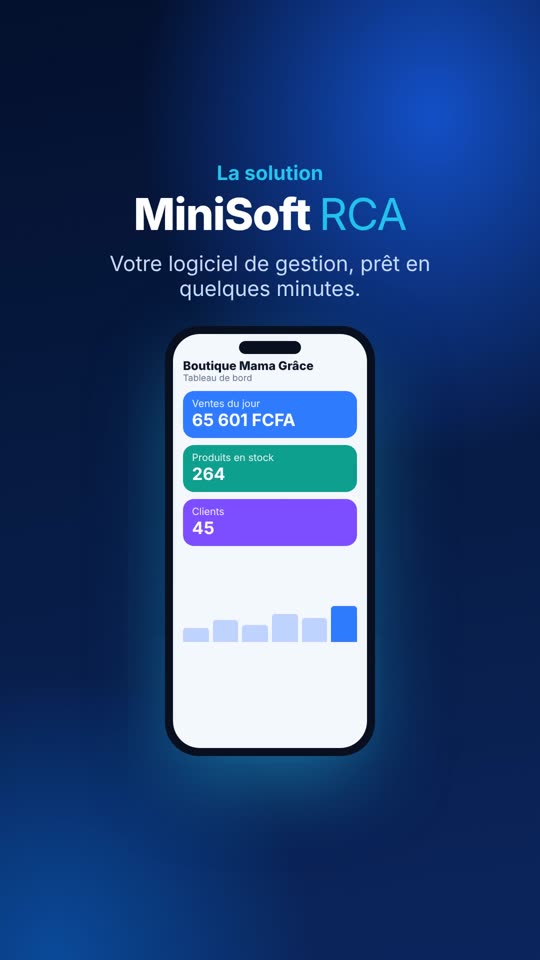 La solution
MiniSoft RCA
Votre logiciel de gestion, prêt en
quelques minutes.
Boutique Mama Grâce
Tableau de bord
Ventes du jour
65 601 FCFA
Produits en stock
264
Clients
45